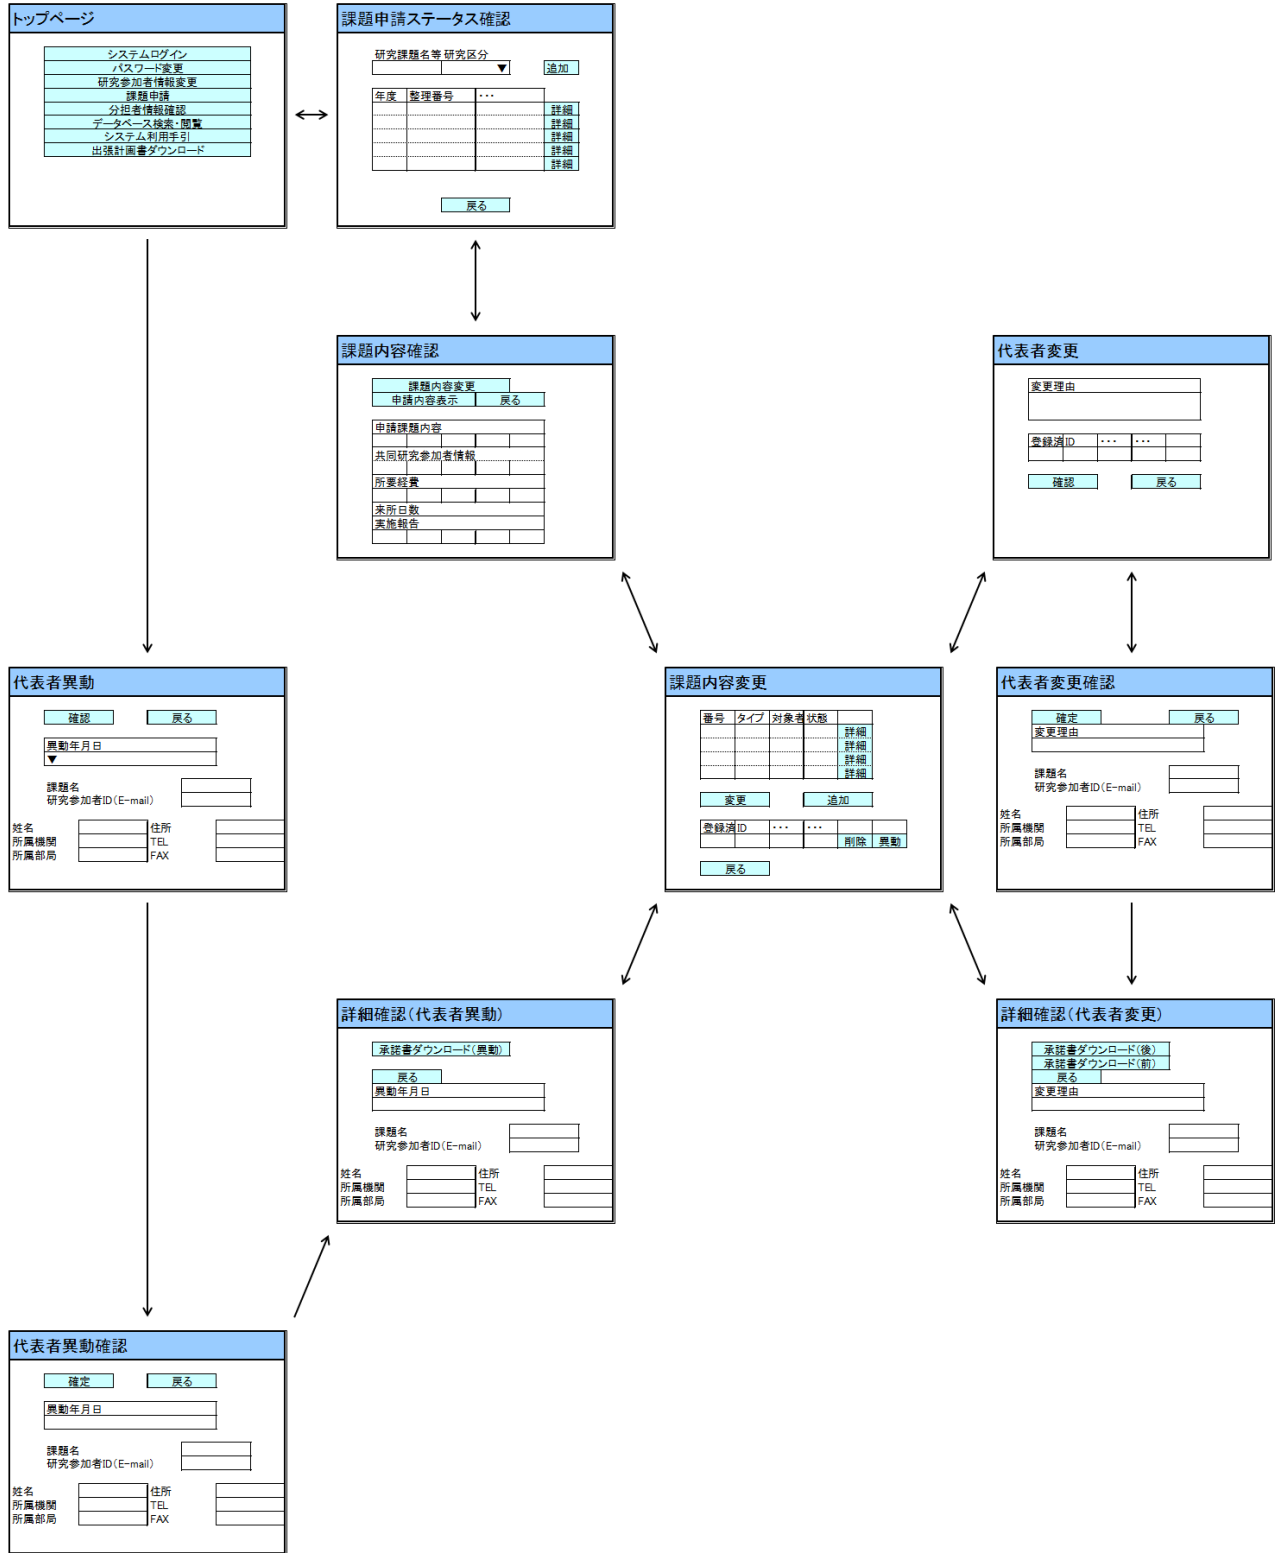 トップページ
システムログイン
パスワード変更
研究参加者情報変更
課題申請
分担者情報確認
データベース検索・閲覧
システム利用手引
出張計画書ダウンロード
課題申請ステータス確認
研究課題名等 研究区分
▼ 追加
年度 整理番号 ・・・
詳細
詳細
詳細
詳細
詳細
戻る
課題内容確認
課題内容変更
申請内容表示 戻る
申請課題内容
共同研究参加者情報
所要経費
来所日数
実施報告
代表者変更
変更理由
登録済ID ・・・ ・・・
確認 戻る
代表者異動
確認 戻る
異動年月日
▼
課題名
研究参加者ID(E-mail)
姓名 住所
所属機関 TEL
所属部局 FAX
課題内容変更
番号 タイプ 対象者 状態
詳細
詳細
詳細
詳細
変更 追加
登録済ID ・・・ ・・・
削除 異動
戻る
代表者変更確認
確定 戻る
変更理由
課題名
研究参加者ID(E-mail)
姓名 住所
所属機関 TEL
所属部局 FAX
詳細確認(代表者異動)
承諾書ダウンロード(異動)
戻る
異動年月日
課題名
研究参加者ID(E-mail)
姓名 住所
所属機関 TEL
所属部局 FAX
詳細確認(代表者変更)
承諾書ダウンロード(後)
承諾書ダウンロード(前)
戻る
変更理由
課題名
研究参加者ID(E-mail)
姓名 住所
所属機関 TEL
所属部局 FAX
代表者異動確認
確定 戻る
異動年月日
課題名
研究参加者ID(E-mail)
姓名 住所
所属機関 TEL
所属部局 FAX